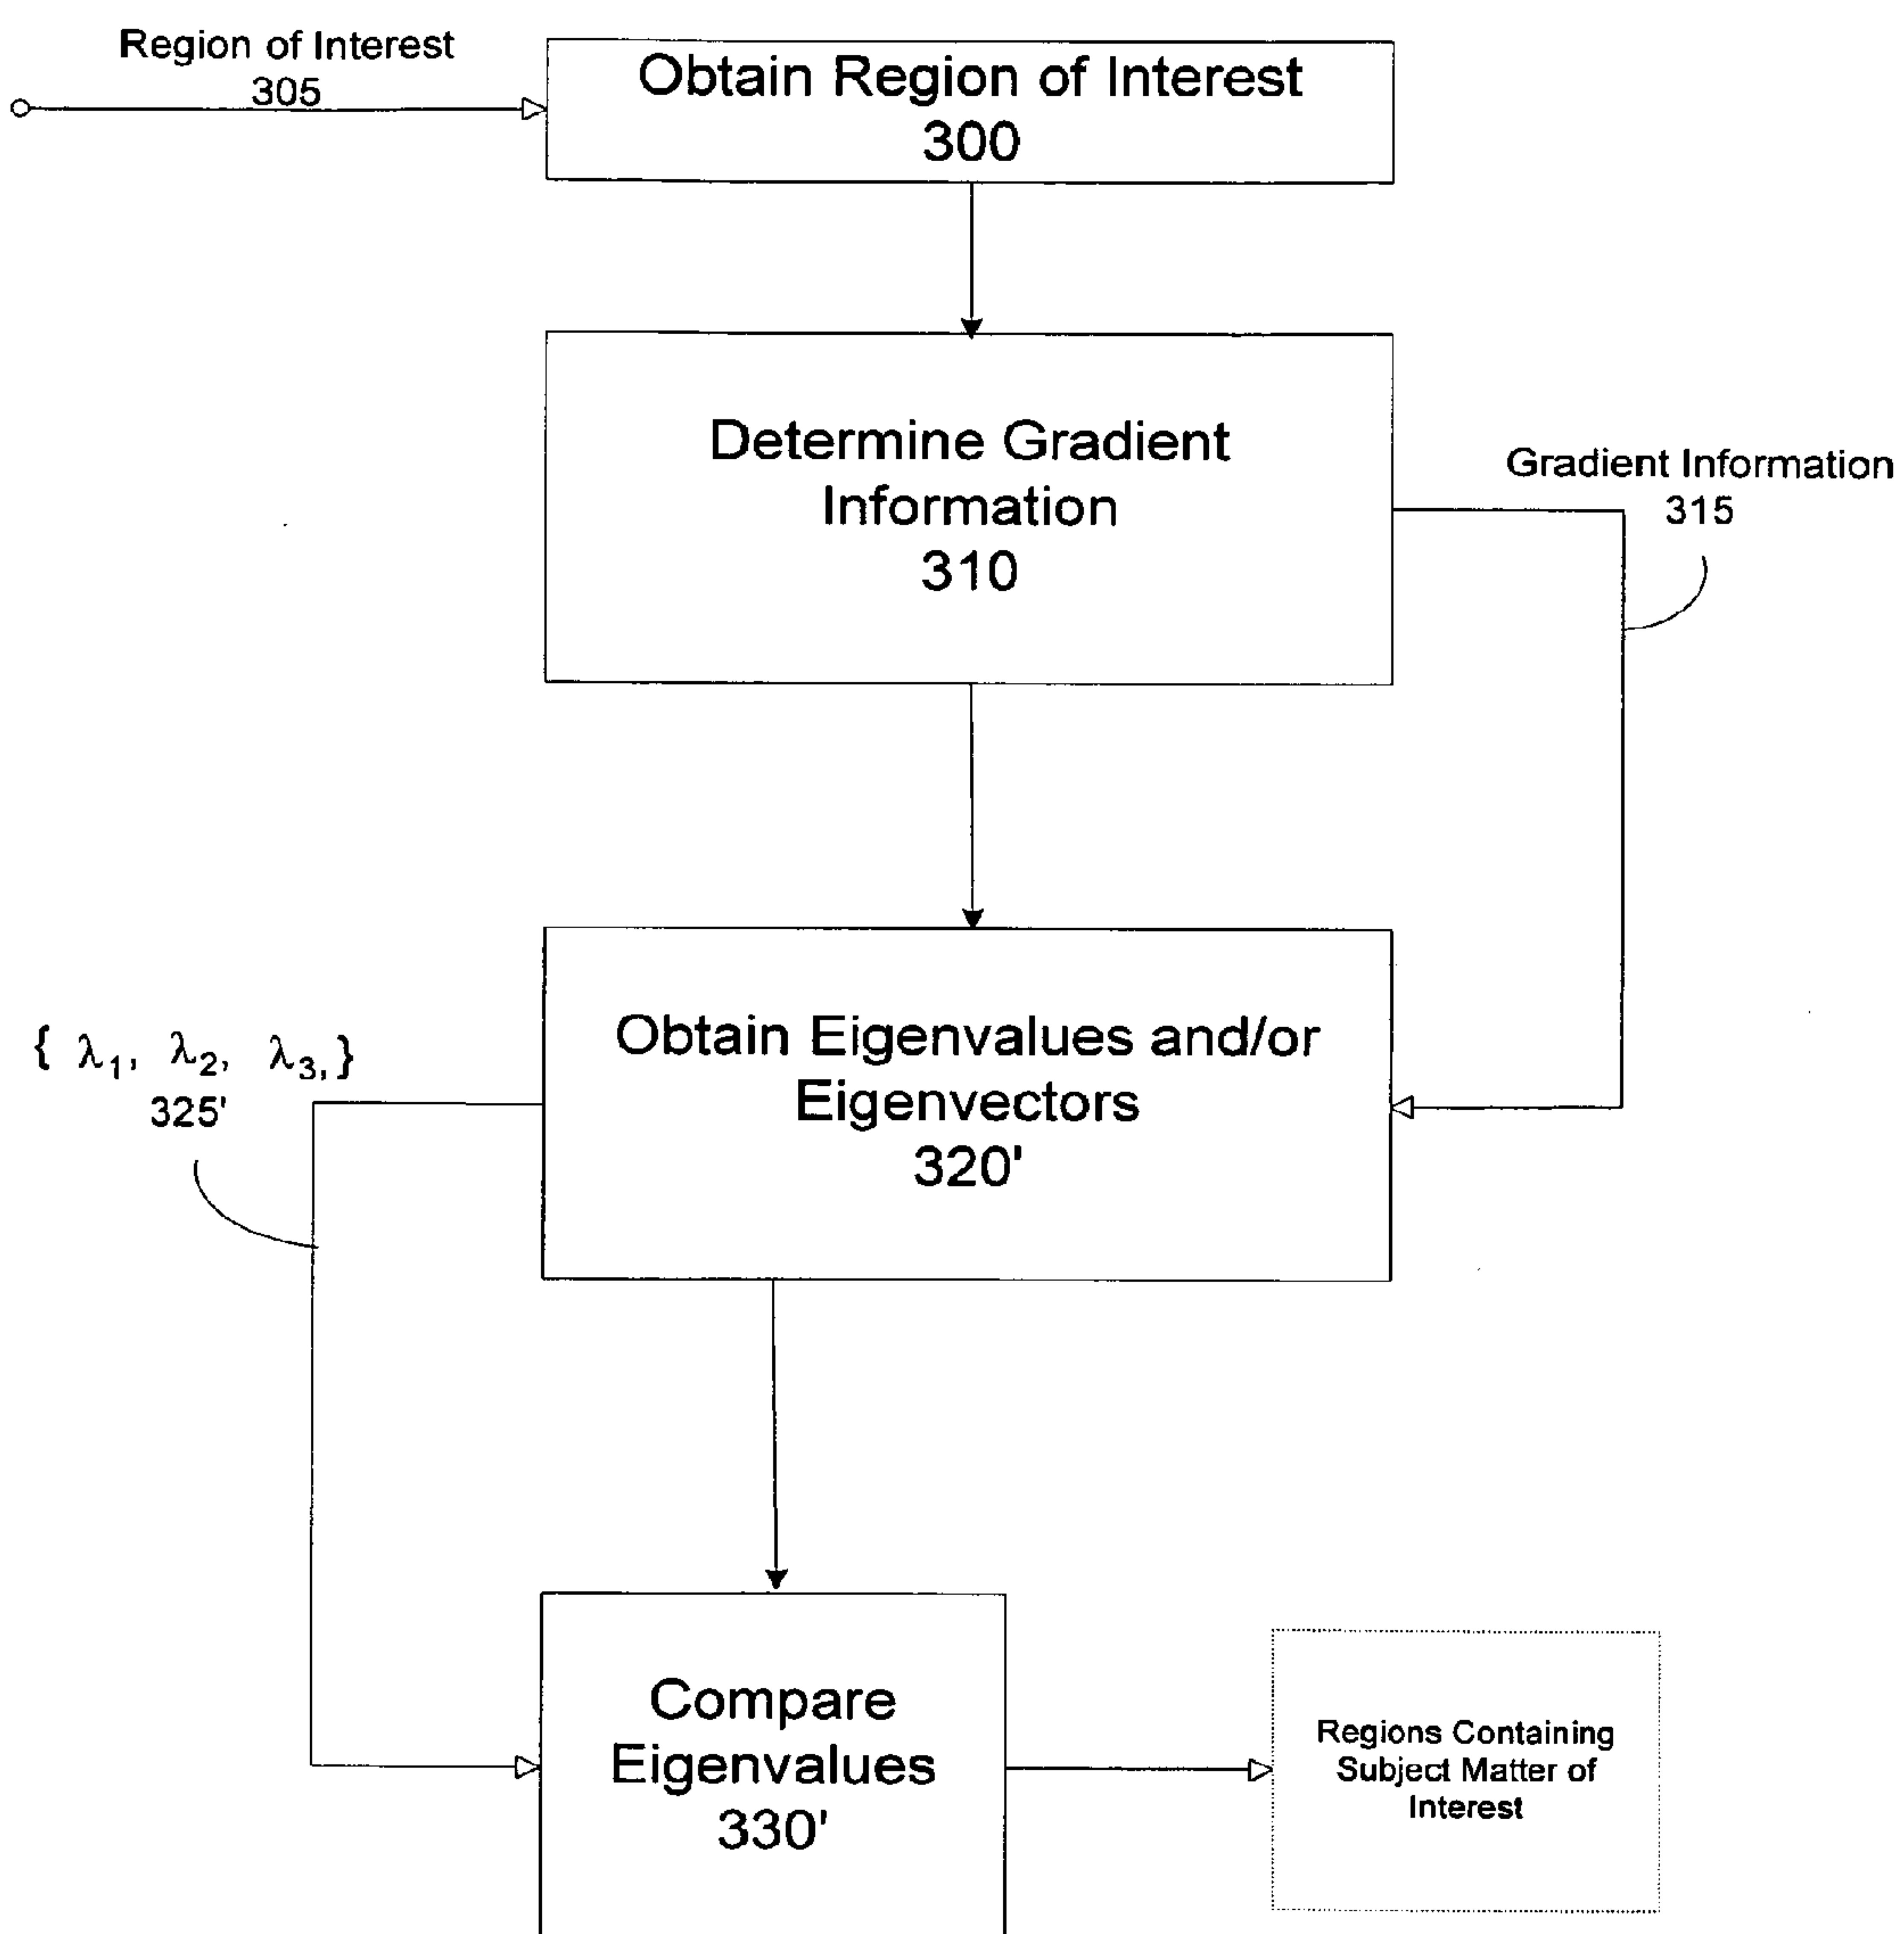 Region of Interest
305
Obtain Region of Interest
300
Determine Gradient
Information
310
Gradient Information
315
{ λ1, λ2, λ3, }
325'
Obtain Eigenvalues and/or
Eigenvectors
320'
Compare
Eigenvalues
330'
Regions Containing
Subject Matter of
Interest